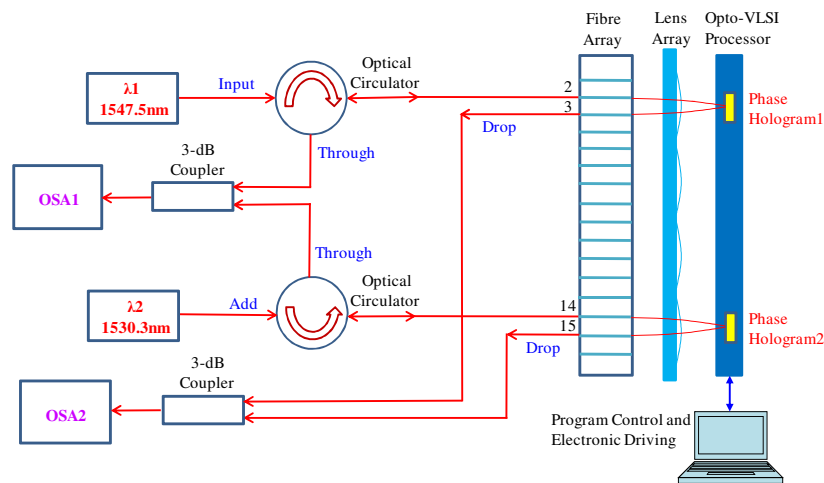 Fibre
Array
Lens
Array
Opto-VLSI
Processor
λ1
1547.5nm
Input
Optical
Circulator
2
3
Drop
Phase
Hologram1
Through
3-dB
Coupler
OSA1
Through
λ2
1530.3nm
Add
Optical
Circulator
14
15
Drop
Phase
Hologram2
3-dB
Coupler
OSA2
Program Control and
Electronic Driving